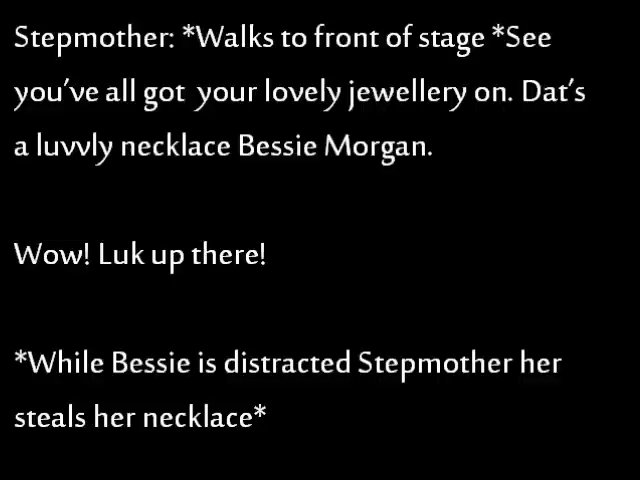 Stepmother: *Walks to front of stage *See
you've all got your lovely jewellery on. Dat's
a luvvly necklace Bessie Morgan.
Wow! Luk up there!
*While Bessie is distracted Stepmother her
steals her necklace*